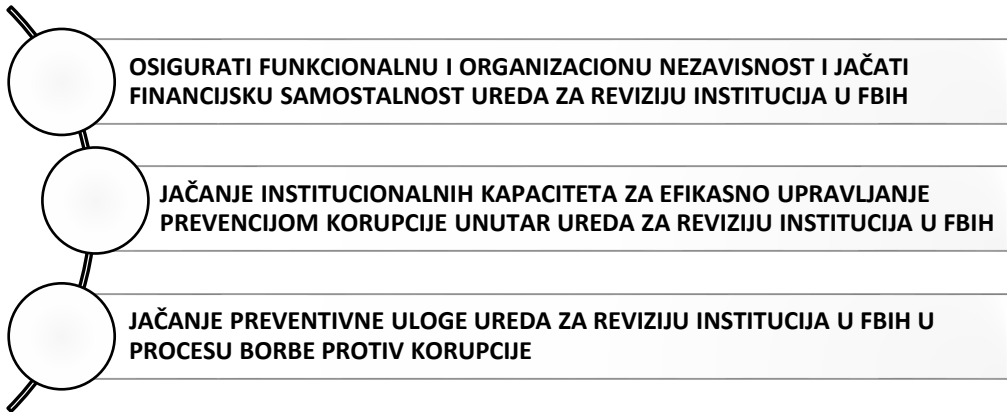 OSIGURATI FUNKCIONALNU I ORGANIZACIONU NEZAVISNOST I JAČATI
FINANCIJSKU SAMOSTALNOST UREDA ZA REVIZIJU INSTITUCIJA U FBIH
JAČANJE INSTITUCIONALNIH KAPACITETA ZA EFIKASNO UPRAVLJANJE
PREVENCIJOM KORUPCIJE UNUTAR UREDA ZA REVIZIJU INSTITUCIJA U FBIH
JAČANJE PREVENTIVNE ULOGE UREDA ZA REVIZIJU INSTITUCIJA U FBIH U
PROCESU BORBE PROTIV KORUPCIJE